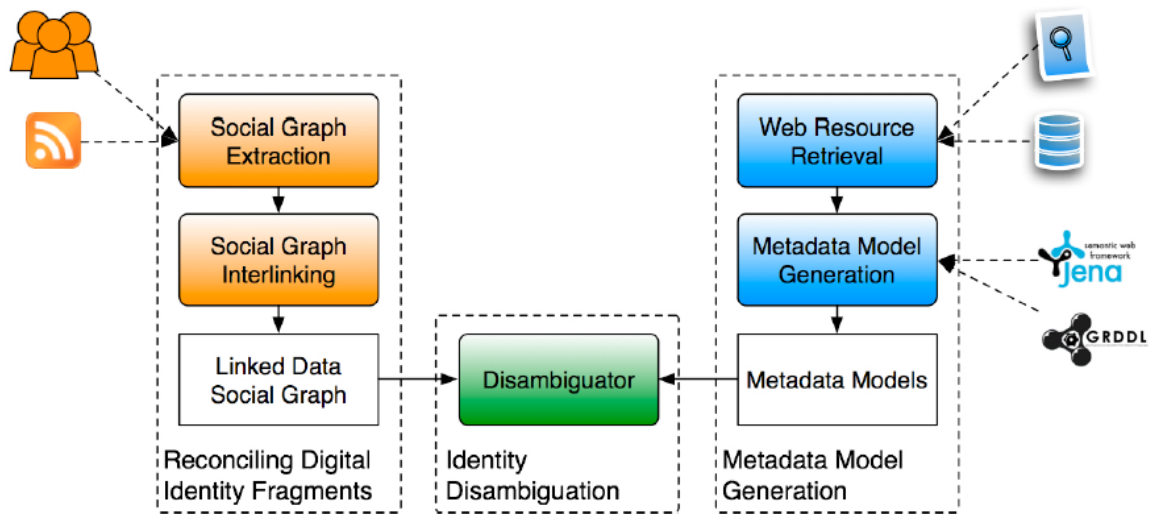 Social Graph
Extraction
Social Graph
Interlinking
Linked Data
Social Graph
Reconciling Digital
Identity Fragments
Disambiguator
Identity
Disambiguation
Web Resource
Retrieval
Metadata Model
Generation
Metadata Models
Metadata Model
Generation
semantic web
framework
Jena
GRDDL